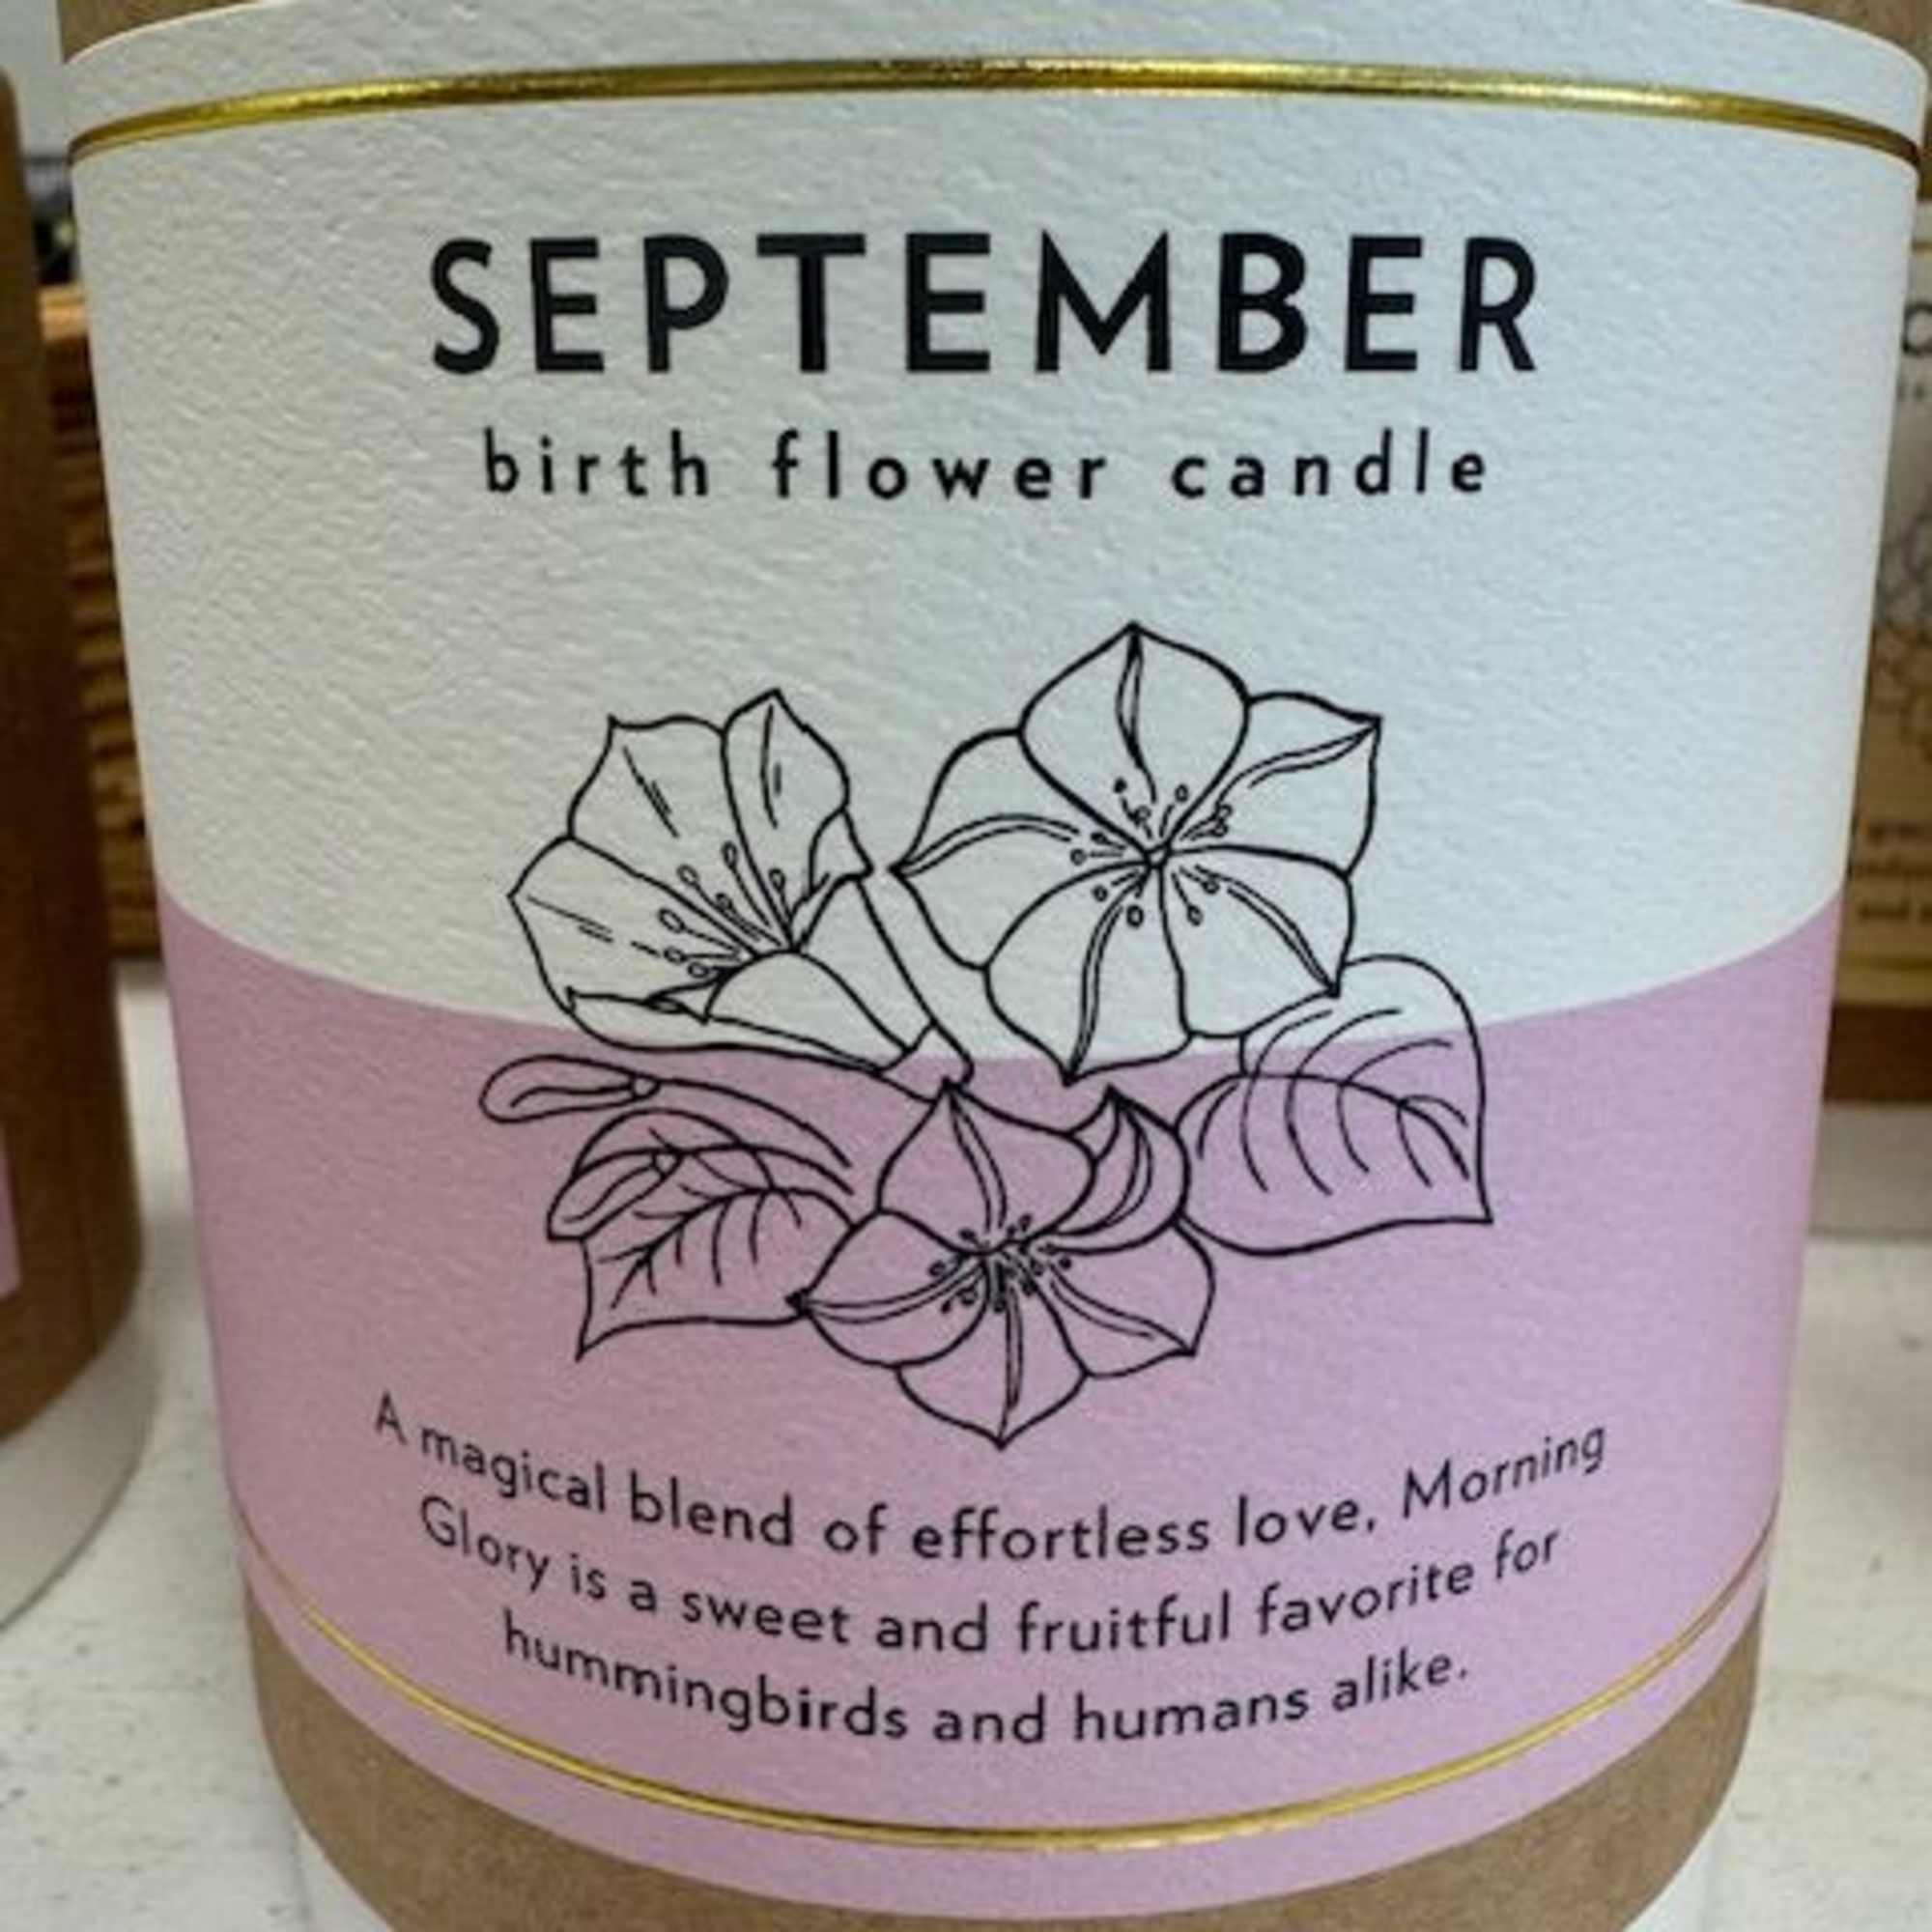 SEPTEMBER
birth flower candle
A magical blend of effortless love, Morning
Glory is a sweet and fruitful favorite for
hummingbirds and humans alike.